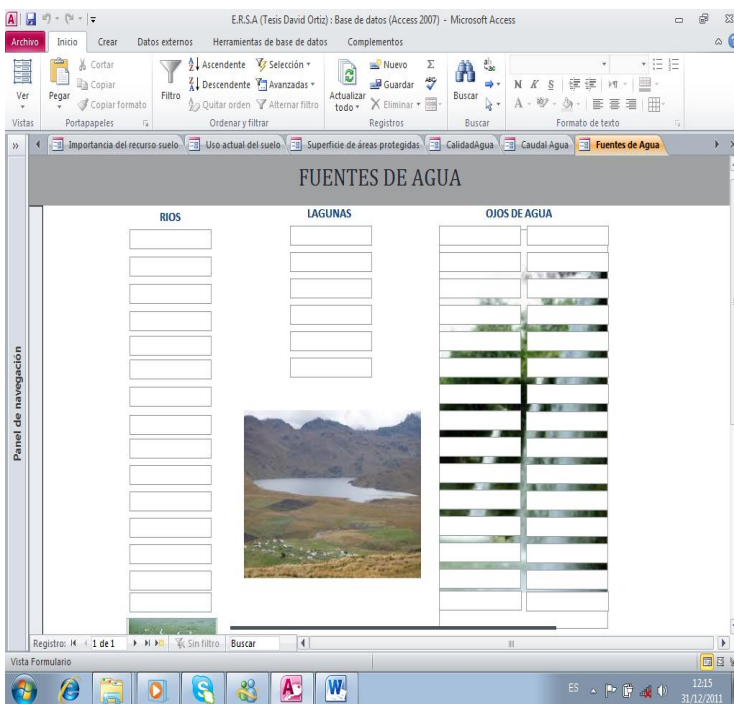 E.R.S.A (Tesis David Ortiz) : Base de datos (Access 2007) - Microsoft Access
Archivo Inicio Crear Datos externos Herramientas de base de datos Complementos
Ver
Vistas
Pegar
Cortar
Copiar
Copiar formato
Portapapeles
Filtro
Ascendente
Descendente
Quitar orden
Selección
Avanzadas
Alternar filtro
Ordenar y filtrar
Actualizar todo
Nuevo
Guardar
Eliminar
Registros
Buscar
Buscar
N K S
A
Formato de texto
Importancia del recurso suelo Uso actual del suelo Superficie de áreas protegidas CalidadAgua Caudal Agua Fuentes de Agua
FUENTES DE AGUA
RIOS LAGUNAS OJOS DE AGUA
Panel de navegación
Registro: 1 de 1 Sin filtro Buscar
Vista Formulario
ES 12:15
31/12/2011